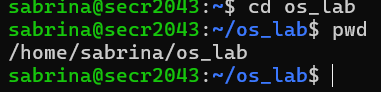 sabrina@secr2043:~$ cd os_lab
sabrina@secr2043:~/os_lab$ pwd
/home/sabrina/os_lab
sabrina@secr2043:~/os_lab$